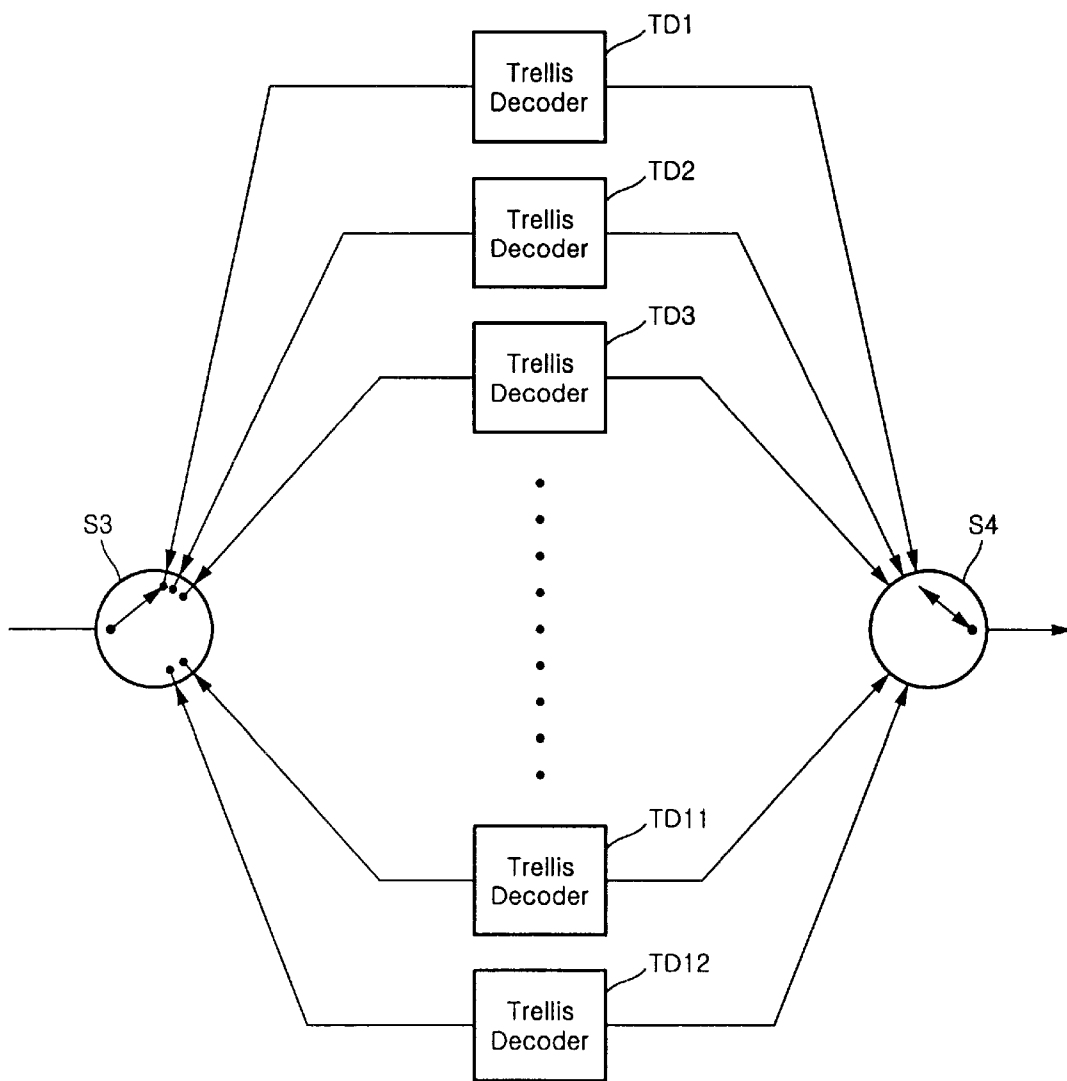 TD1
Trellis
Decoder
TD2
Trellis
Decoder
TD3
Trellis
Decoder
S3
S4
TD11
Trellis
Decoder
TD12
Trellis
Decoder